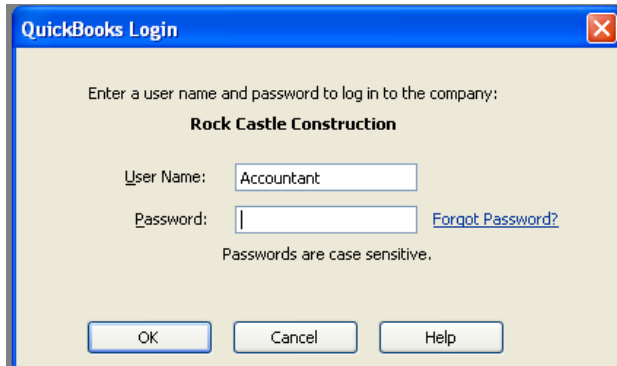 QuickBooks Login
Enter a user name and password to log in to the company:
Rock Castle Construction
User Name: Accountant
Password: Forgot Password?
Passwords are case sensitive.
OK Cancel Help